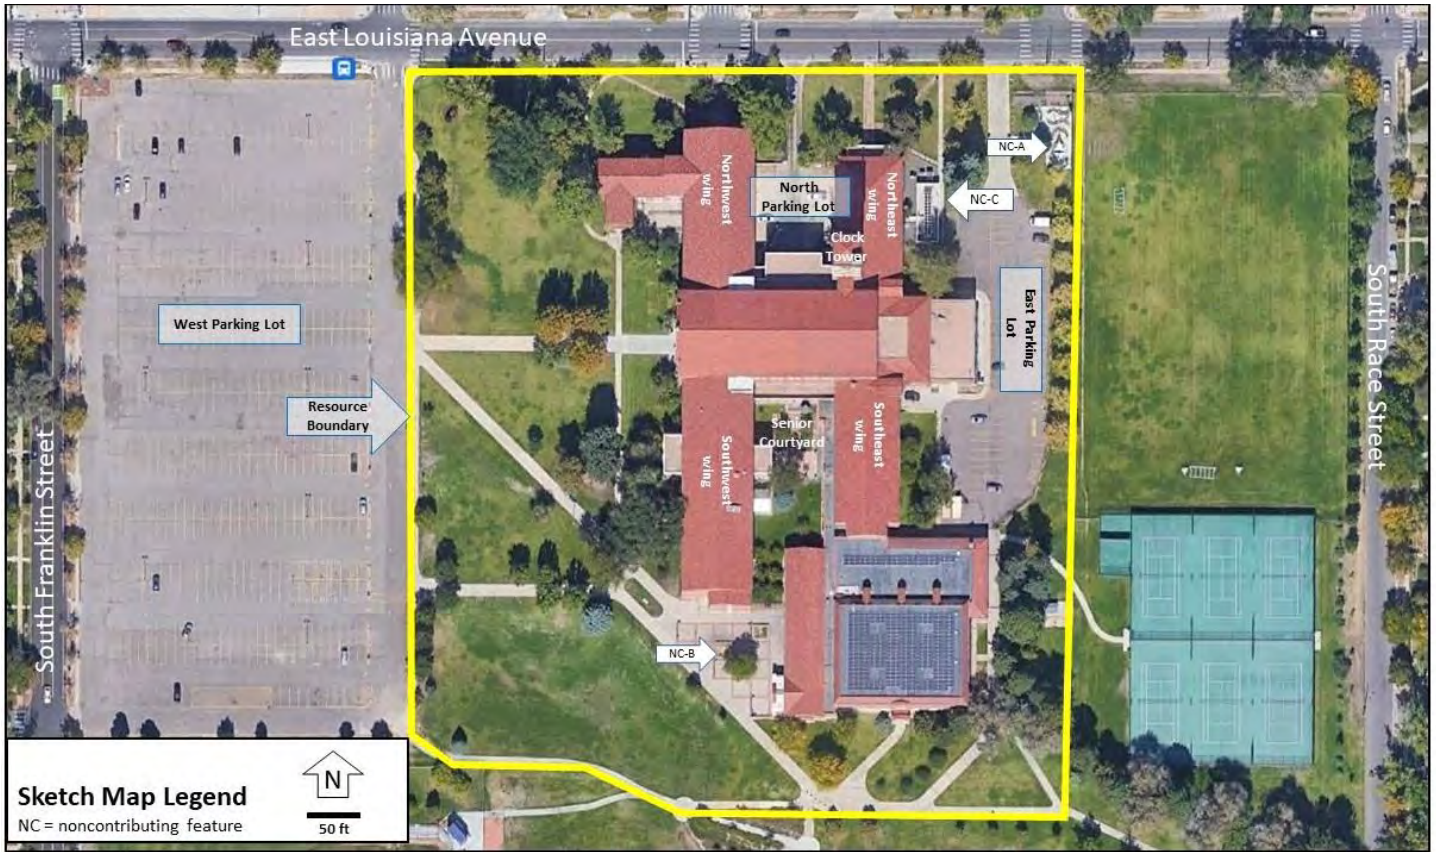 East Louisiana Avenue
NC-A
Northwest
wing
North
Parking Lot
Northeast
wing
NC-C
Clock
Tower
West Parking Lot
East Parking
Lot
South Race Street
Resource
Boundary
Senior
Courtyard
Southeast
wing
Southwest
wing
South Franklin Street
NC-B
Sketch Map Legend
N
NC = noncontributing feature
50 ft